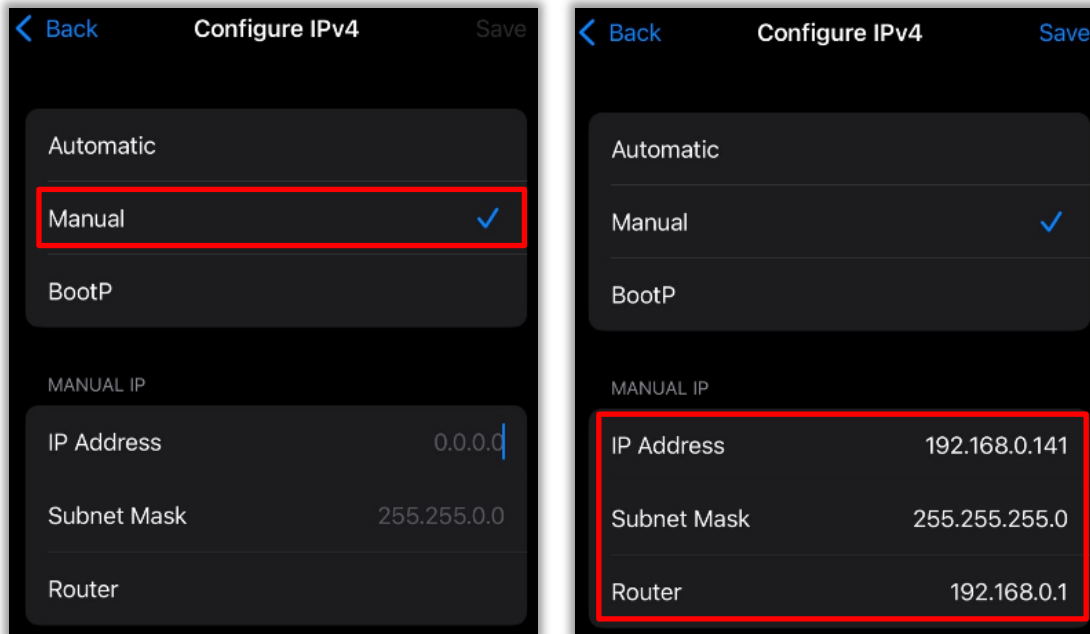 Back Configure IPv4 Save
Automatic
Manual
BootP
MANUAL IP
IP Address 0.0.0.0
Subnet Mask 255.255.0.0
Router
Back Configure IPv4 Save
Automatic
Manual
BootP
MANUAL IP
IP Address 192.168.0.141
Subnet Mask 255.255.255.0
Router 192.168.0.1